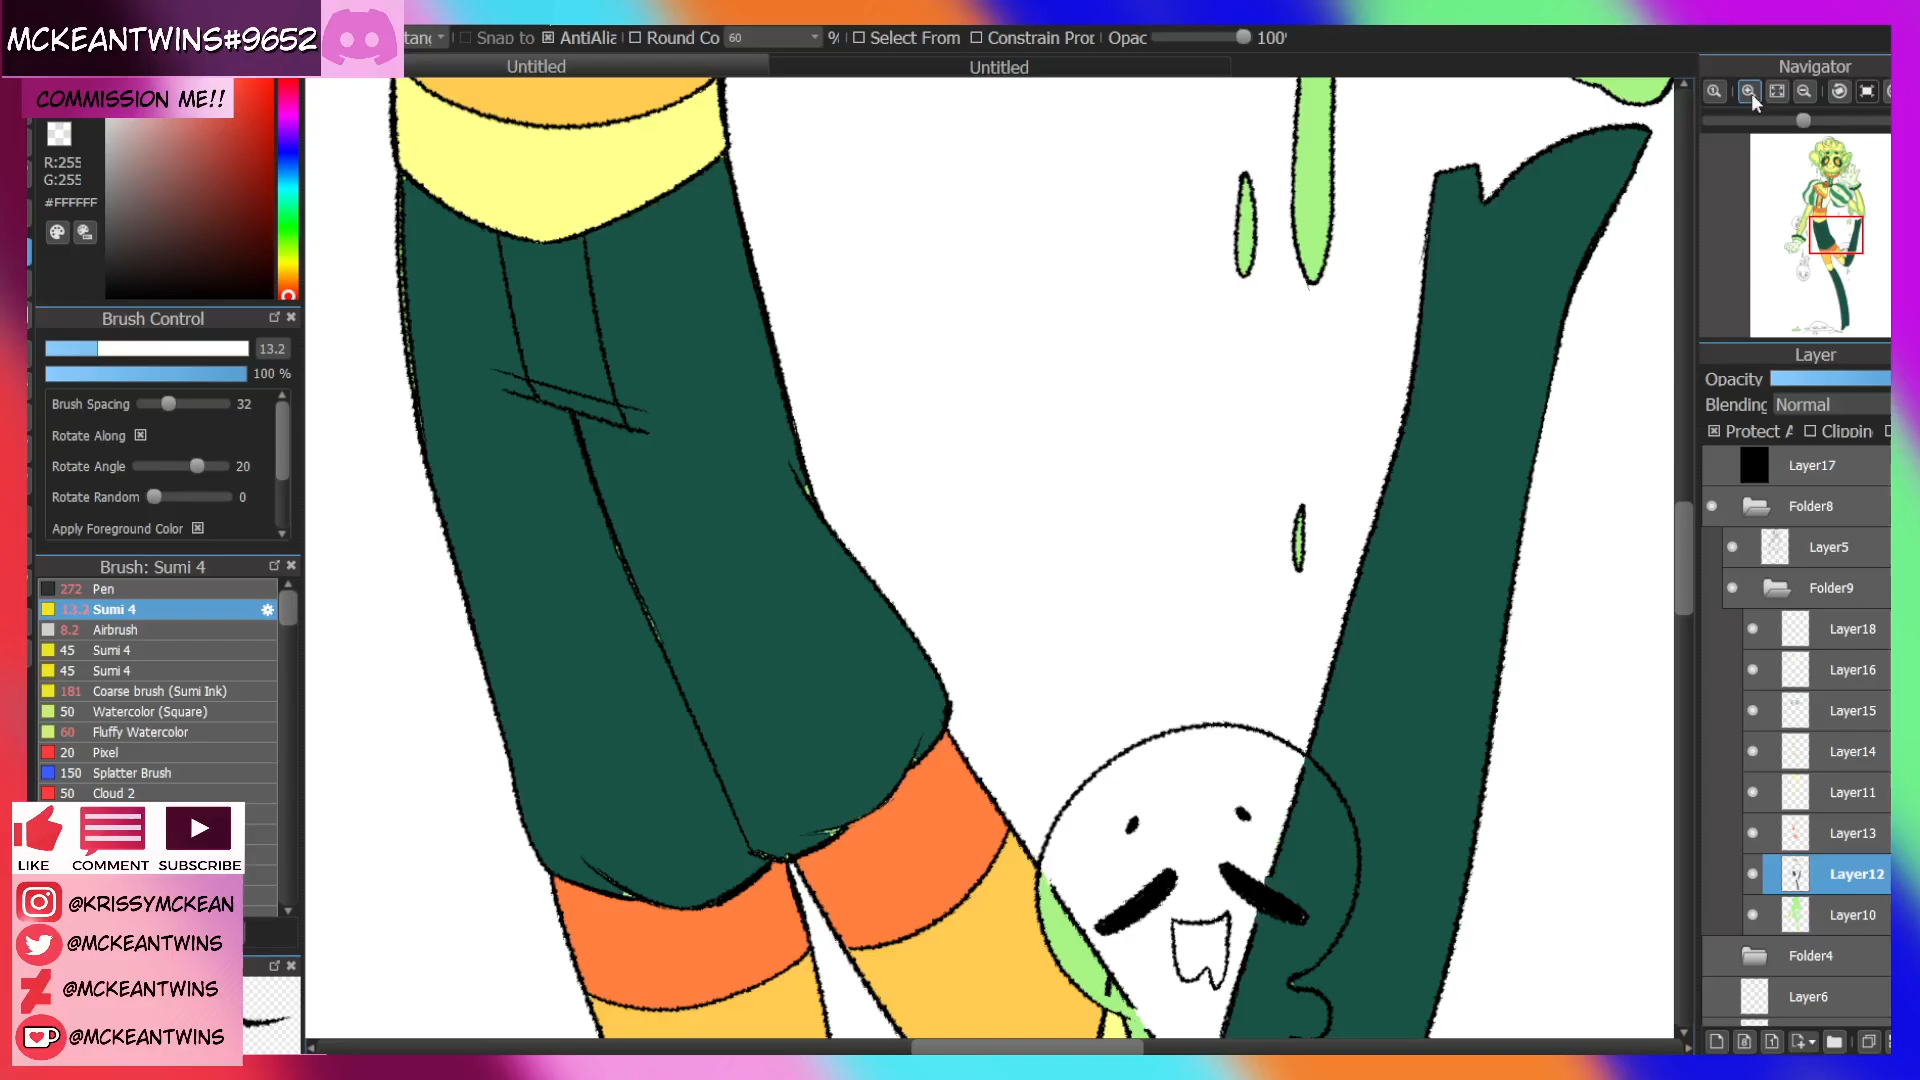 MCKEANTWINS#9652
COMMISSION ME!!
Snap to
AntiAlia
Round Co
60
%
Select From
Constrain Pro
Opac
100
Untitled
Untitled
R:255
G:255
#FFFFFF
Brush Control
13.2
100 %
Brush Spacing
32
Rotate Along
Rotate Angle
20
Rotate Random
0
Apply Foreground Color
Brush: Sumi 4
272 Pen
13.2 Sumi 4
8.2 Airbrush
45 Sumi 4
45 Sumi 4
181 Coarse brush (Sumi Ink)
50 Watercolor (Square)
60 Fluffy Watercolor
20 Pixel
150 Splatter Brush
50 Cloud 2
LIKE
COMMENT
SUBSCRIBE
@KRISSYMCKEAN
@MCKEANTWINS
@MCKEANTWINS
@MCKEANTWINS
Navigator
Layer
Opacity
Blending
Normal
Protect A
Clippin
Layer17
Folder8
Layer5
Folder9
Layer18
Layer16
Layer15
Layer14
Layer11
Layer13
Layer12
Layer10
Folder4
Layer6